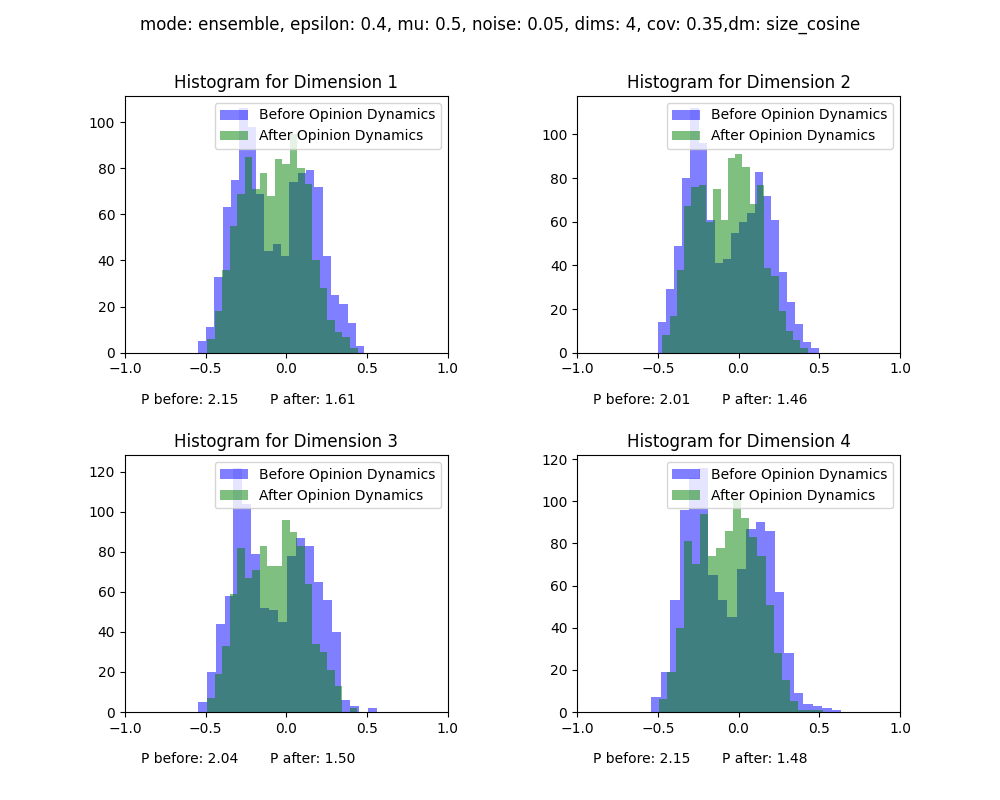 mode: ensemble, epsilon: 0.4, mu: 0.5, noise: 0.05, dims: 4, cov: 0.35,dm: size_cosine
Histogram for Dimension 1
Before Opinion Dynamics
After Opinion Dynamics
100
80
60
40
20
0
−1.0 −0.5 0.0 0.5 1.0
P before: 2.15 P after: 1.61
Histogram for Dimension 2
Before Opinion Dynamics
After Opinion Dynamics
100
80
60
40
20
0
−1.0 −0.5 0.0 0.5 1.0
P before: 2.01 P after: 1.46
Histogram for Dimension 3
Before Opinion Dynamics
After Opinion Dynamics
120
100
80
60
40
20
0
−1.0 −0.5 0.0 0.5 1.0
P before: 2.04 P after: 1.50
Histogram for Dimension 4
Before Opinion Dynamics
After Opinion Dynamics
120
100
80
60
40
20
0
−1.0 −0.5 0.0 0.5 1.0
P before: 2.15 P after: 1.48